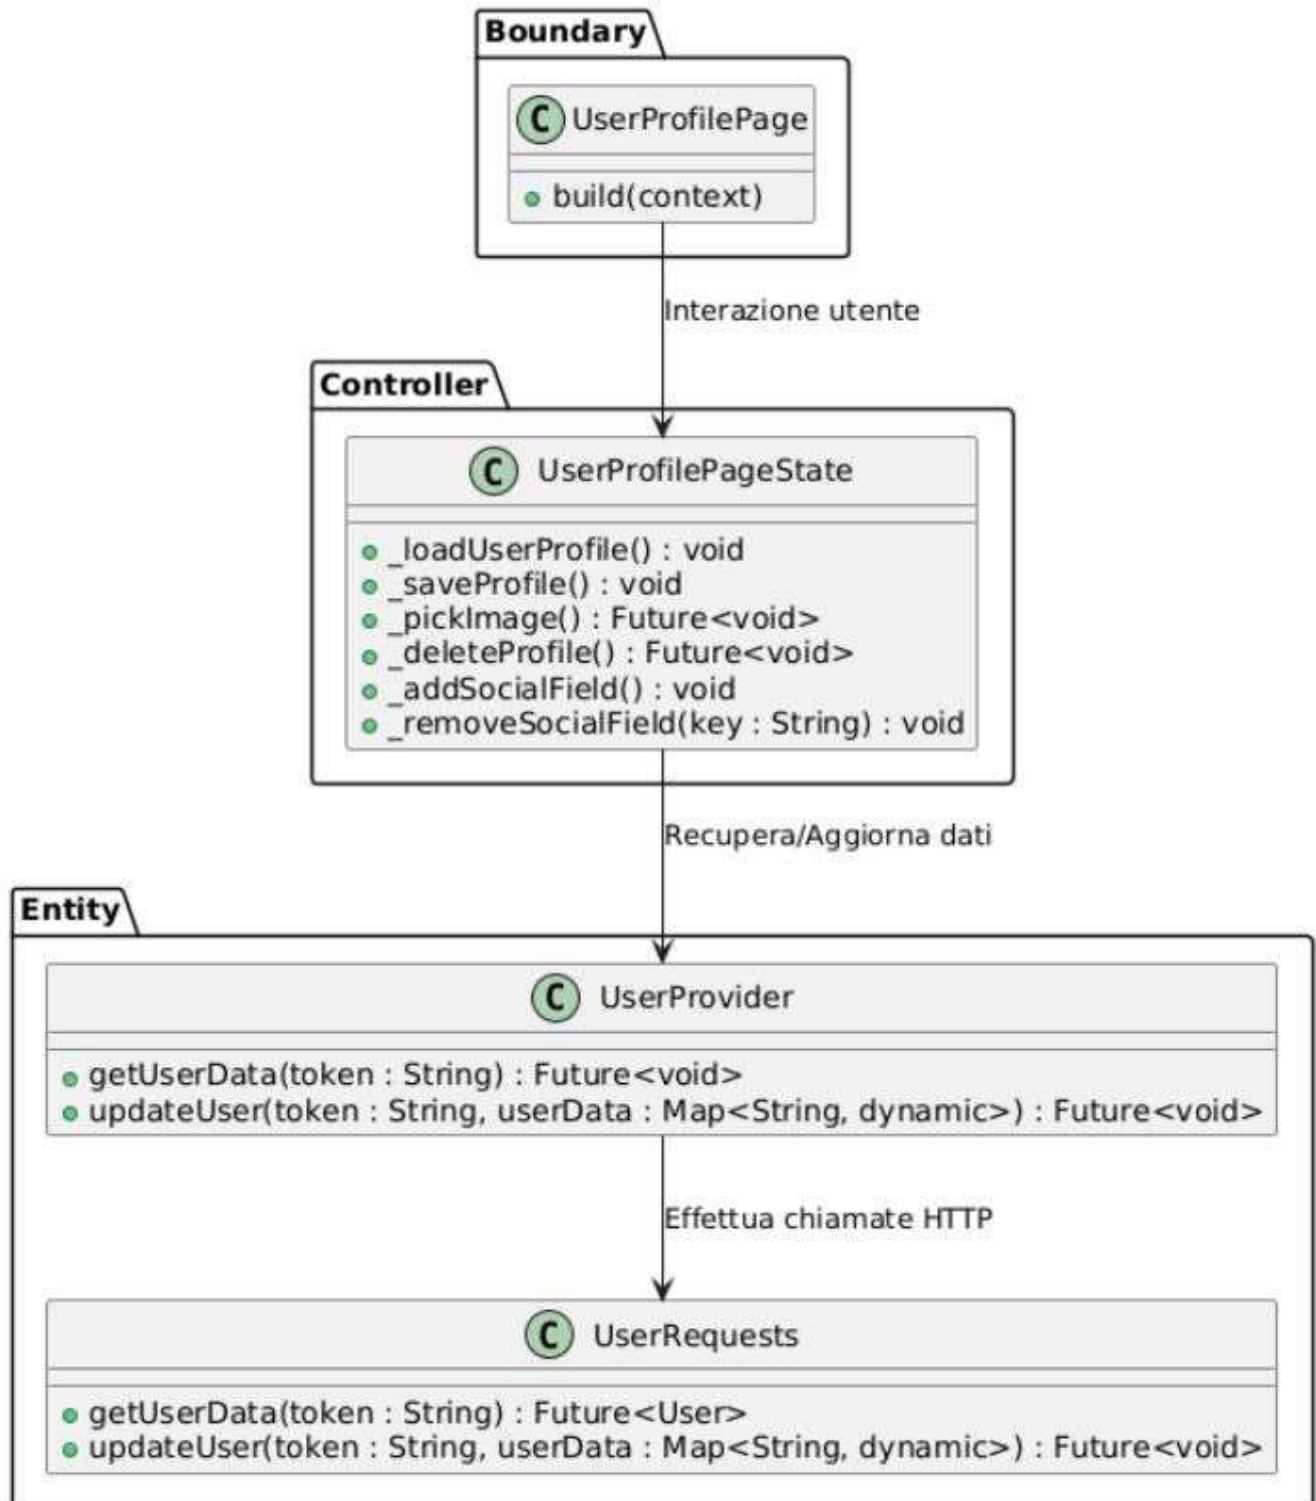 Boundary
C UserProfilePage
build(context)
Interazione utente
Controller
C UserProfilePageState
_loadUserProfile() : void
_saveProfile() : void
_pickImage() : Future<void>
_deleteProfile() : Future<void>
_addSocialField() : void
_removeSocialField(key : String) : void
Recupera/Aggiorna dati
Entity
C UserProvider
getUserData(token : String) : Future<void>
updateUser(token : String, userData : Map<String, dynamic>) : Future<void>
Effettua chiamate HTTP
C UserRequests
getUserData(token : String) : Future<User>
updateUser(token : String, userData : Map<String, dynamic>) : Future<void>